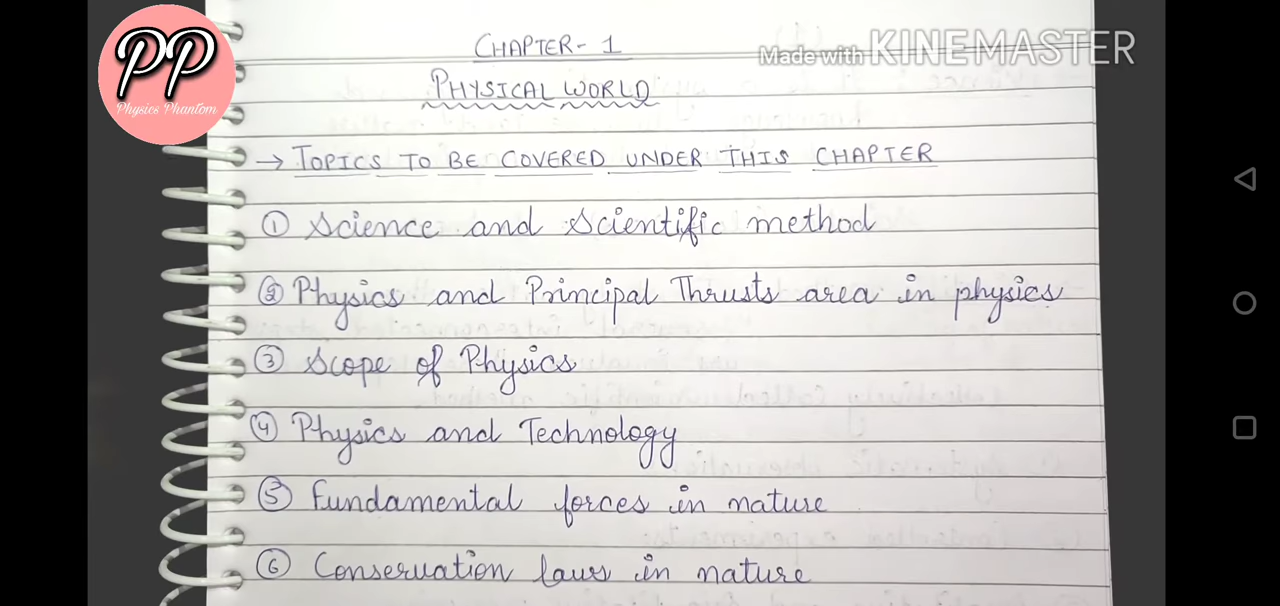 PP
Physics Phantom
Made with KINEMASTER
CHAPTER- 1
PHYSICAL WORLD
→ TOPICS TO BE COVERED UNDER THIS CHAPTER
① Science and Scientific method
② Physics and Principal Thrusts area in physics
③ Scope of Physics
④ Physics and Technology
⑤ Fundamental forces in nature
⑥ Conservation laws in nature